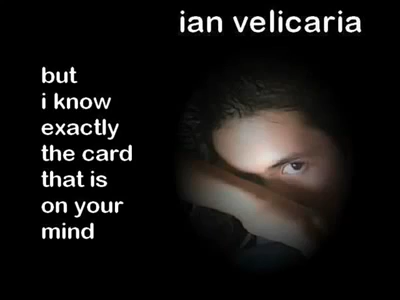 ian velicaria
but
i know
exactly
the card
that is
on your
mind